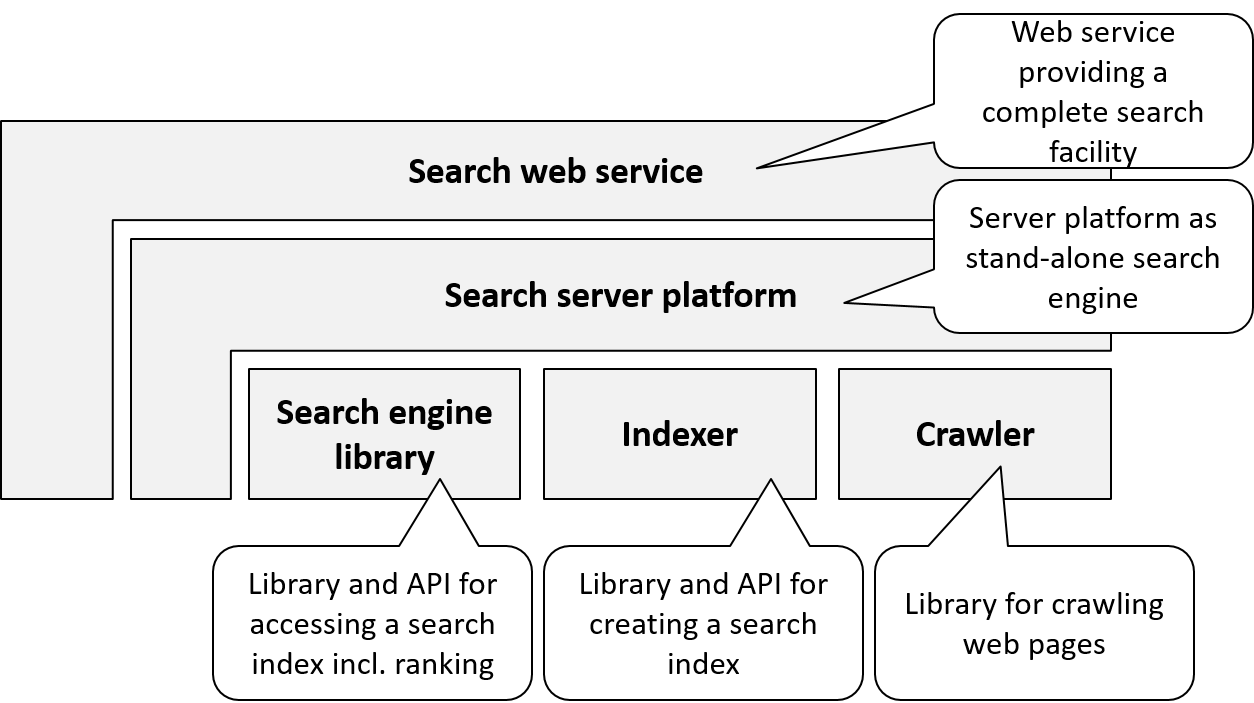 Web service
providing a
complete search
facility
Search web service
Server platform as
stand-alone search
engine
Search server platform
Search engine
library
Indexer
Crawler
Library and API for
accessing a search
index incl. ranking
Library and API for
creating a search
index
Library for crawling
web pages